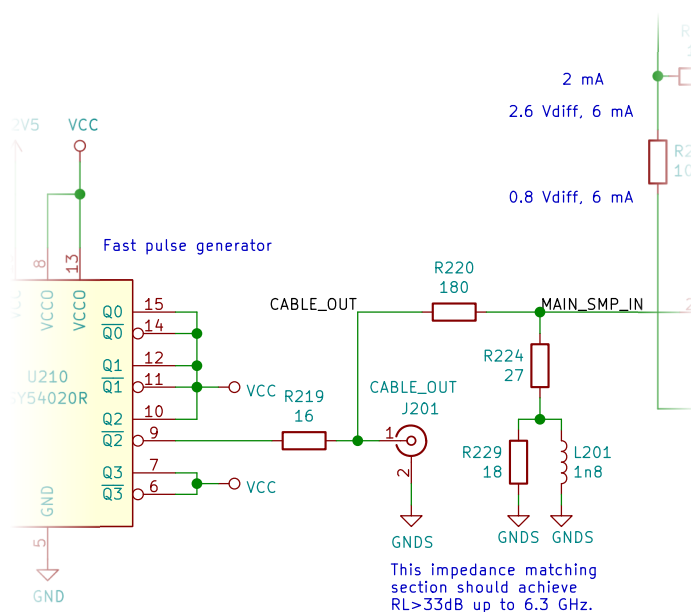 2 mA
2.6 Vdiff, 6 mA
2V5
VCC
10
0.8 Vdiff, 6 mA
Fast pulse generator
8
13
VCCO
VCCO
R220
180
CABLE_OUT
MAIN_SMP_IN
Q0
15
Q0
14
Q1
12
Q1
11
VCC
Q2
10
Q2
9
Q3
7
Q3
6
VCC
U210
SY54020R
R219
16
CABLE_OUT
J201
1
2
R224
27
R229
18
L201
1n8
GND
5
GND
GNDS
GNDS
GNDS
This impedance matching
section should achieve
RL>33dB up to 6.3 GHz.